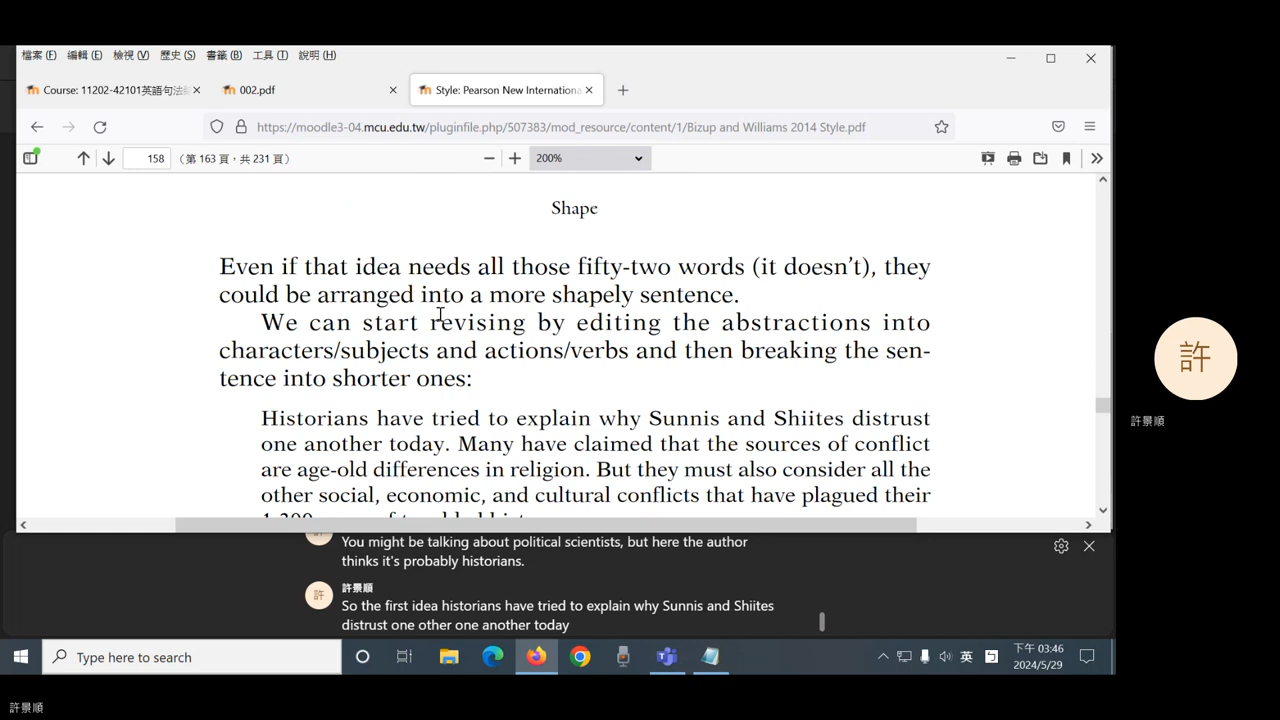 檔案(F) 編輯(E) 檢視(V) 歷史(S) 書籤(B) 工具(T) 說明(H)
Course: 11202-42101英語句法 002.pdf Style: Pearson New Internationa
https://moodle3-04.mcu.edu.tw/pluginfile.php/507383/mod_resource/content/1/Bizup and Williams 2014 Style.pdf
158 (第 163 頁，共 231 頁) 200%
Shape
Even if that idea needs all those fifty-two words (it doesn't), they
could be arranged into a more shapely sentence.
We can start revising by editing the abstractions into
characters/subjects and actions/verbs and then breaking the sen-
tence into shorter ones:
Historians have tried to explain why Sunnis and Shiites distrust
one another today. Many have claimed that the sources of conflict
are age-old differences in religion. But they must also consider all the
other social, economic, and cultural conflicts that have plagued their
許
許景順
You might be talking about political scientists, but here the author
thinks it's probably historians.
許 許景順
So the first idea historians have tried to explain why Sunnis and Shiites
distrust one other one another today
Type here to search
英
下午 03:46
2024/5/29
許景順